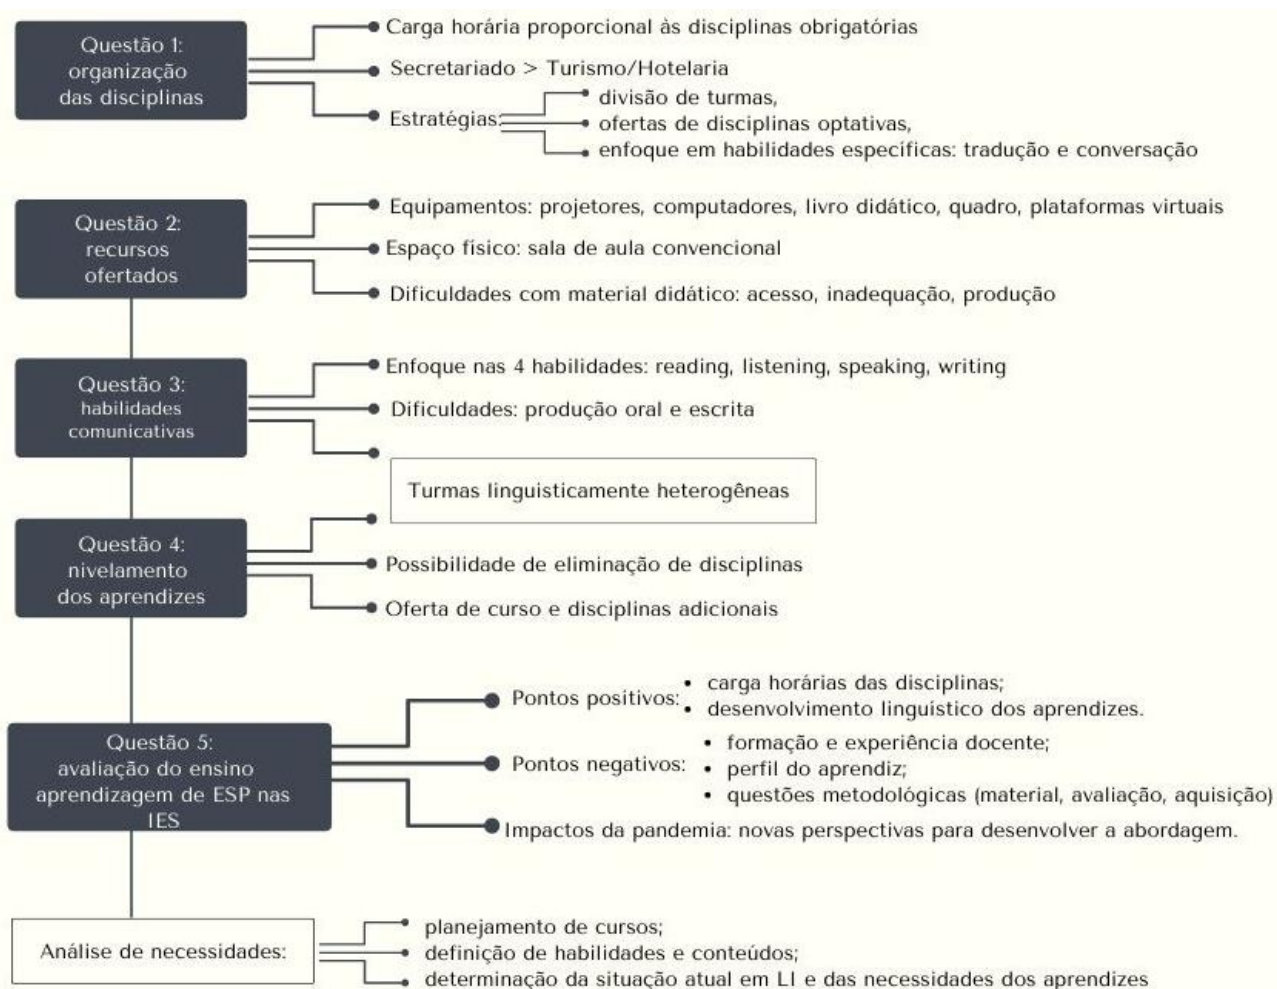 Questão 1:
organização
das disciplinas
Carga horária proporcional às disciplinas obrigatórias
Secretariado > Turismo/Hotelaria
Estratégias:
divisão de turmas,
ofertas de disciplinas optativas,
enfoque em habilidades específicas: tradução e conversação
Questão 2:
recursos
ofertados
Equipamentos: projetores, computadores, livro didático, quadro, plataformas virtuais
Espaço físico: sala de aula convencional
Dificuldades com material didático: acesso, inadequação, produção
Questão 3:
habilidades
comunicativas
Enfoque nas 4 habilidades: reading, listening, speaking, writing
Dificuldades: produção oral e escrita
Turmas linguisticamente heterogêneas
Questão 4:
nivelamento
dos aprendizes
Possibilidade de eliminação de disciplinas
Oferta de curso e disciplinas adicionais
Questão 5:
avaliação do ensino
aprendizagem de ESP nas
IES
Pontos positivos:
• carga horárias das disciplinas;
• desenvolvimento linguistico dos aprendizes.
Pontos negativos:
• formação e experiência docente;
• perfil do aprendiz;
• questões metodológicas (material, avaliação, aquisição)
Impactos da pandemia: novas perspectivas para desenvolver a abordagem.
Análise de necessidades:
planejamento de cursos;
definição de habilidades e conteúdos;
determinação da situação atual em LI e das necessidades dos aprendizes